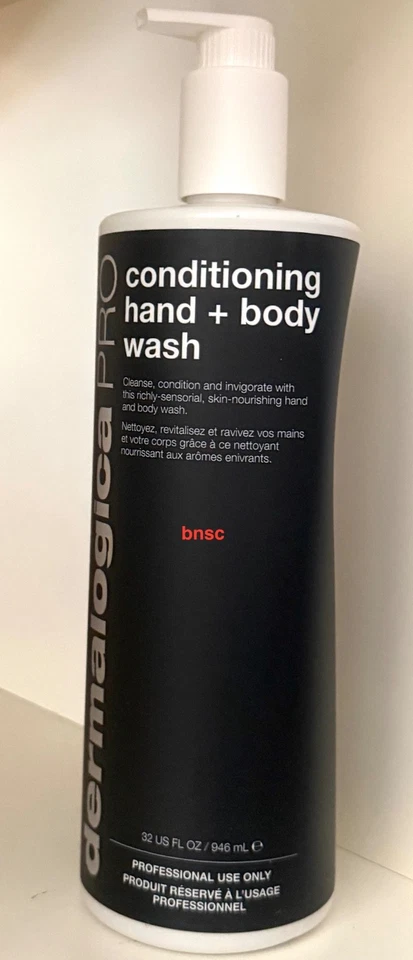 conditioning
hand + body
wash
Cleanse, condition and invigorate with
this richly-sensorial, skin-nourishing hand
and body wash.
Nettoyez, revitalisez et ravivez vos mains
et votre corps grâce à ce nettoyant
nourrissant aux arômes enivrants.
dermalogica PRO
bnsc
32 US FL OZ / 946 mL ℮
PROFESSIONAL USE ONLY
PRODUIT RÉSERVÉ À L'USAGE
PROFESSIONNEL